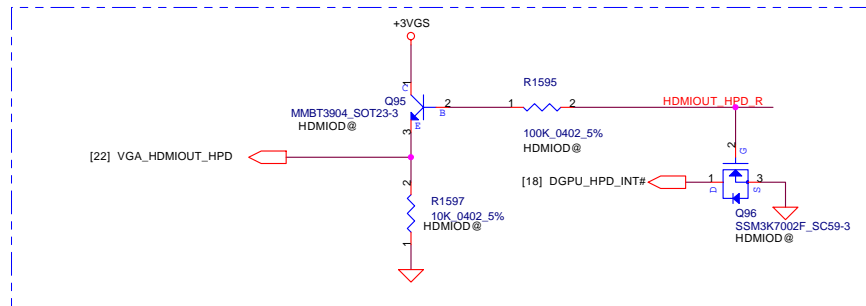 +3VGS
1
C
Q95
MMBT3904_SOT23-3
HDMIOD@
2
B
E
3
R1595
1
2
100K_0402_5%
HDMIOD@
HDMIOUT_HPD_R
[22] VGA_HDMIOUT_HPD
2
R1597
10K_0402_5%
HDMIOD@
1
2
G
[18] DGPU_HPD_INT#
1
D
S
3
Q96
SSM3K7002F_SC59-3
HDMIOD@